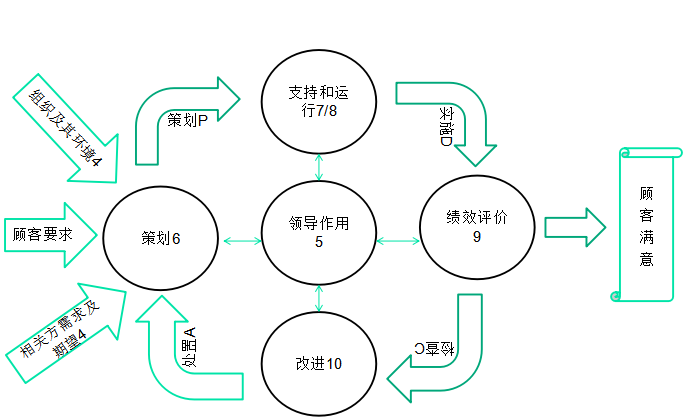 组织及其环境4
顾客要求
相关方需求及
期望4
策划P
策划6
支持和运
行7/8
领导作用
5
改进10
处置A
实施D
绩效评价
9
检查C
顾
客
满
意